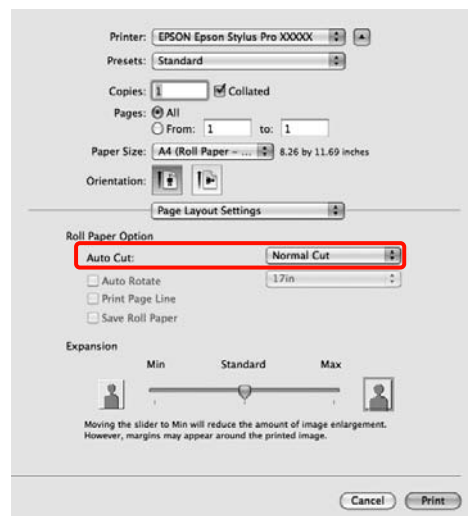 Printer: EPSON Epson Stylus Pro XXXXX
Presets: Standard
Copies: 1 Collated
Pages: All
From: 1 to: 1
Paper Size: A4 (Roll Paper – ... 8.26 by 11.69 inches
Orientation:
Page Layout Settings
Roll Paper Option
Auto Cut: Normal Cut
Auto Rotate 17in
Print Page Line
Save Roll Paper
Expansion
Min Standard Max
Moving the slider to Min will reduce the amount of image enlargement.
However, margins may appear around the printed image.
Cancel Print